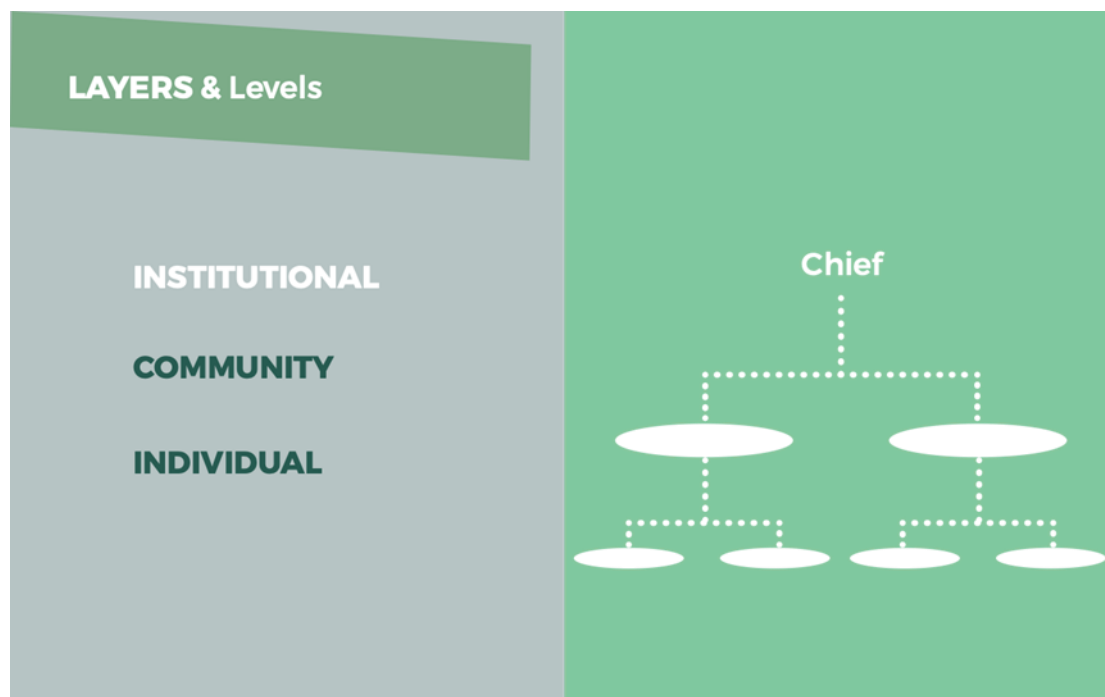 LAYERS & Levels
INSTITUTIONAL
COMMUNITY
INDIVIDUAL
Chief